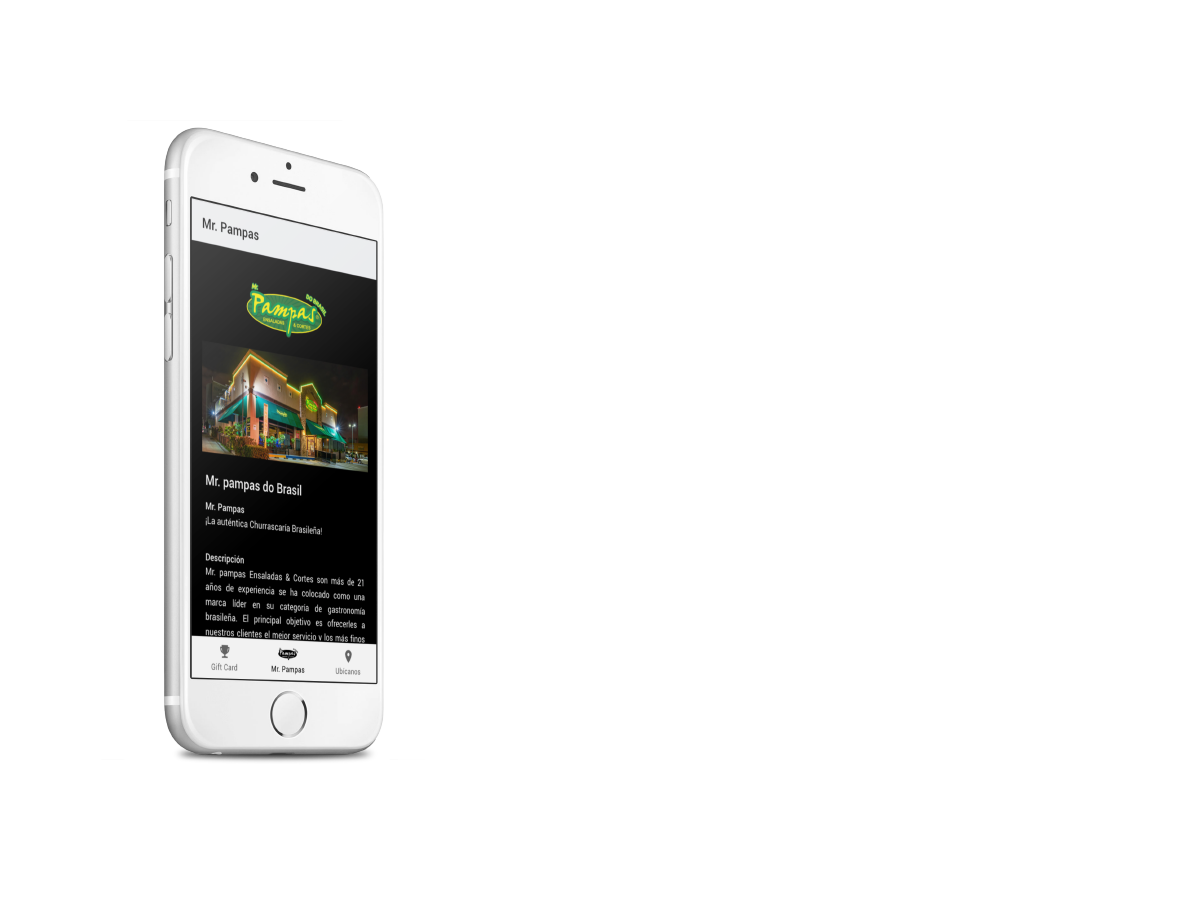 Mr. Pampas
Mr.
DO BRASIL
Pampas
ENSALADAS & CORTES
Mr. pampas do Brasil
Mr. Pampas
¡La auténtica Churrascaría Brasileña!
Descripción
Mr. pampas Ensaladas & Cortes son más de 21
años de experiencia se ha colocado como una
marca líder en su categoría de gastronomía
brasileña. El principal objetivo es ofrecerles a
nuestros clientes el mejor servicio y los más finos
Pampas
Gift Card
Mr. Pampas
Ubicanos